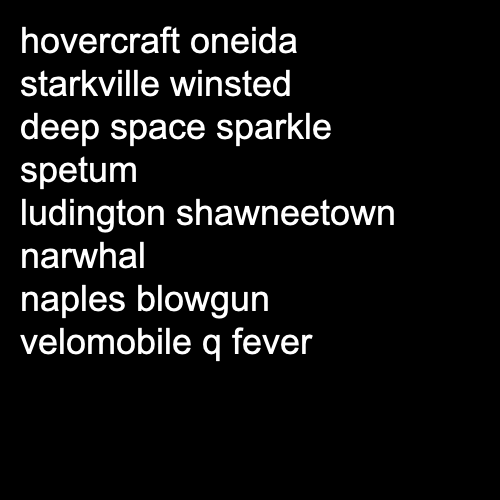 hovercraft oneida
starkville winsted
deep space sparkle
spetum
ludington shawneetown
narwhal
naples blowgun
velomobile q fever